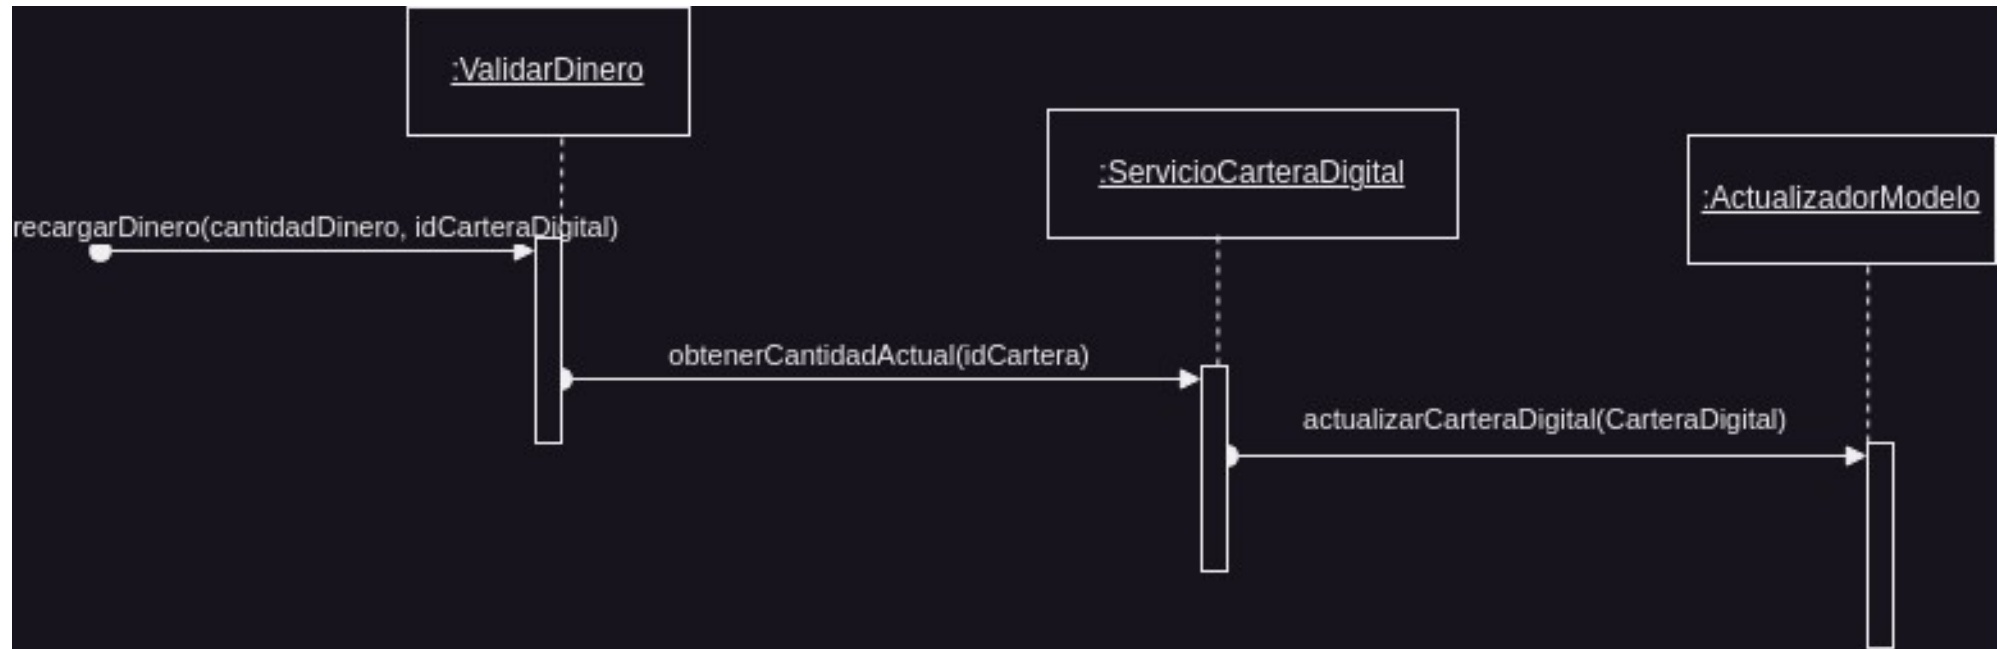 :ValidarDinero
:ServicioCarteraDigital
:ActualizadorModelo
recargarDinero(cantidadDinero, idCarteraDigital)
obtenerCantidadActual(idCartera)
actualizarCarteraDigital(CarteraDigital)